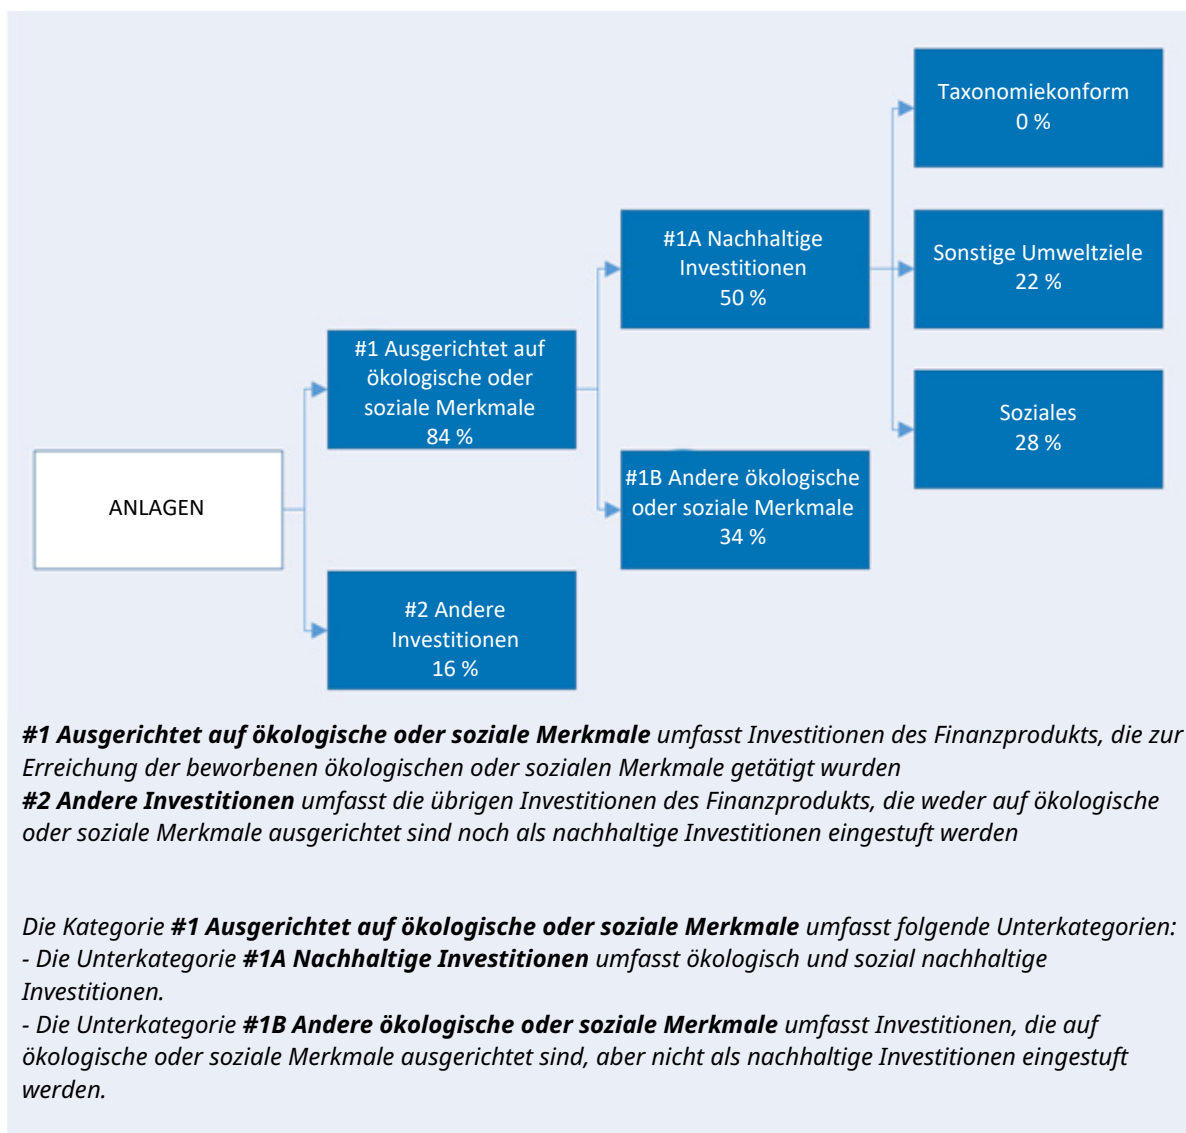 Taxonomiekonform
0 %
#1A Nachhaltige
Investitionen
50 %
Sonstige Umweltziele
22 %
#1 Ausgerichtet auf
ökologische oder
soziale Merkmale
84 %
Soziales
28 %
#1B Andere ökologische
oder soziale Merkmale
34 %
ANLAGEN
#2 Andere
Investitionen
16 %
#1 Ausgerichtet auf ökologische oder soziale Merkmale umfasst Investitionen des Finanzprodukts, die zur
Erreichung der beworbenen ökologischen oder sozialen Merkmale getätigt wurden
#2 Andere Investitionen umfasst die übrigen Investitionen des Finanzprodukts, die weder auf ökologische
oder soziale Merkmale ausgerichtet sind noch als nachhaltige Investitionen eingestuft werden
Die Kategorie #1 Ausgerichtet auf ökologische oder soziale Merkmale umfasst folgende Unterkategorien:
- Die Unterkategorie #1A Nachhaltige Investitionen umfasst ökologisch und sozial nachhaltige
Investitionen.
- Die Unterkategorie #1B Andere ökologische oder soziale Merkmale umfasst Investitionen, die auf
ökologische oder soziale Merkmale ausgerichtet sind, aber nicht als nachhaltige Investitionen eingestuft
werden.